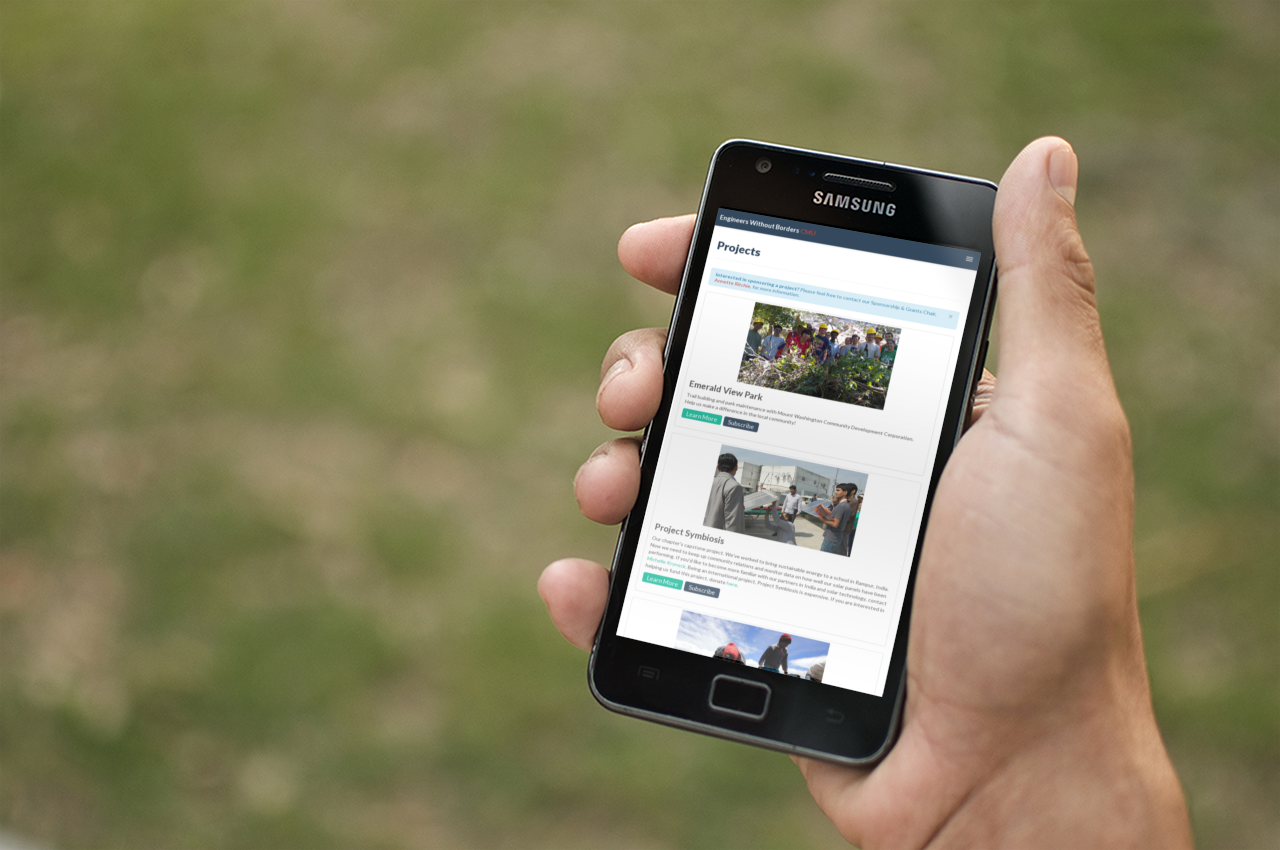 SAMSUNG
Engineers Without Borders CMU
Projects
Interested in sponsoring a project? Please feel free to contact our Sponsorship & Grants Chair,
Annette Ritchie, for more information.
×
Emerald View Park
Trail building and park maintenance with Mount Washington Community Development Corporation.
Help us make a difference in the local community!
Learn More Subscribe
Project Symbiosis
Our chapter's capstone project. We've worked to bring sustainable energy to a school in Rampur, India.
Now we need to keep up community relations and monitor data on how well our solar panels have been
performing. If you'd like to become more familiar with our partners in India and solar technology, contact
Michelle. Being an international project, Project Symbiosis is expensive. If you are interested in
helping us fund this project, donate here.
Learn More Subscribe